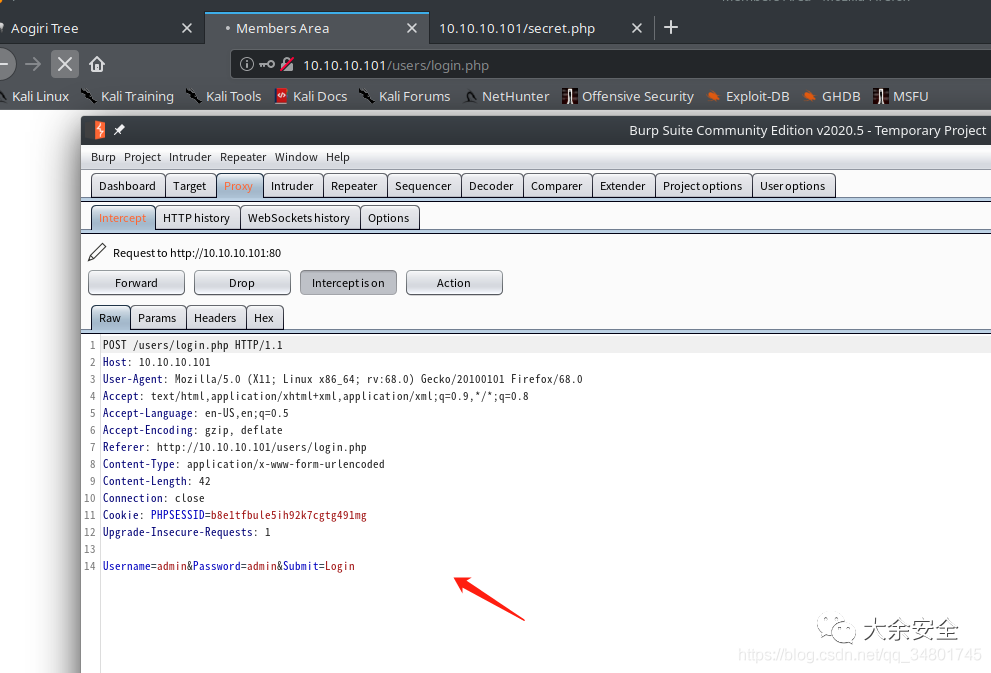 Aogiri Tree
• Members Area
10.10.10.101/secret.php
10.10.10.101/users/login.php
Kali Linux Kali Training Kali Tools Kali Docs Kali Forums NetHunter Offensive Security Exploit-DB GHDB MSFU
Burp Suite Community Edition v2020.5 - Temporary Project
Burp Project Intruder Repeater Window Help
Dashboard Target Proxy Intruder Repeater Sequencer Decoder Comparer Extender Project options User options
Intercept HTTP history WebSockets history Options
Request to http://10.10.10.101:80
Forward Drop Intercept is on Action
Raw Params Headers Hex
1 POST /users/login.php HTTP/1.1
2 Host: 10.10.10.101
3 User-Agent: Mozilla/5.0 (X11; Linux x86_64; rv:68.0) Gecko/20100101 Firefox/68.0
4 Accept: text/html,application/xhtml+xml,application/xml;q=0.9,*/*;q=0.8
5 Accept-Language: en-US,en;q=0.5
6 Accept-Encoding: gzip, deflate
7 Referer: http://10.10.10.101/users/login.php
8 Content-Type: application/x-www-form-urlencoded
9 Content-Length: 42
10 Connection: close
11 Cookie: PHPSESSID=b8e1tfbule5ih92k7cgtg491mg
12 Upgrade-Insecure-Requests: 1
13
14 Username=admin&Password=admin&Submit=Login
大余安全
https://blog.csdn.net/qq_34801745